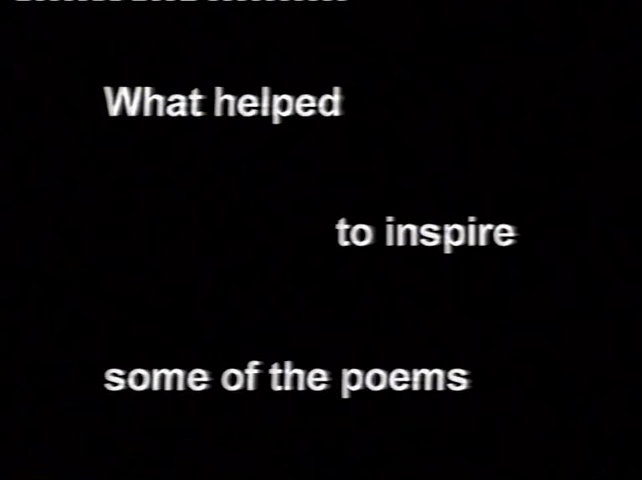 What helped
to inspire
some of the poems